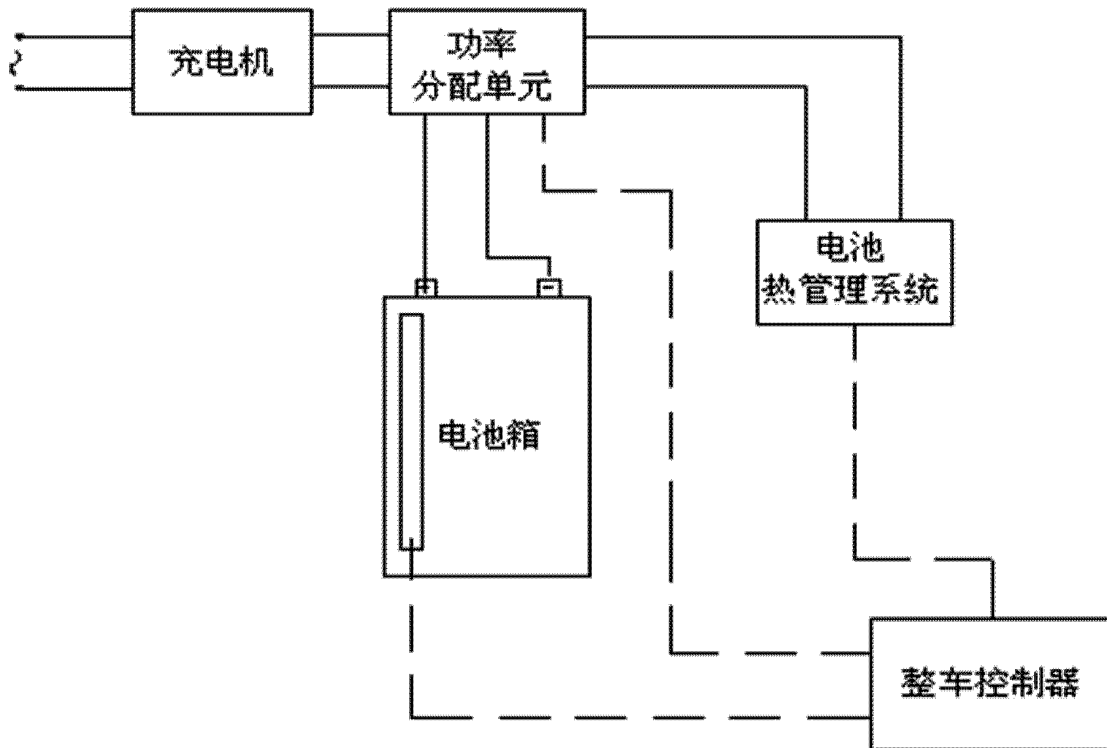 充电机
功率
分配单元
电池
热管理系统
+
-
电池箱
整车控制器